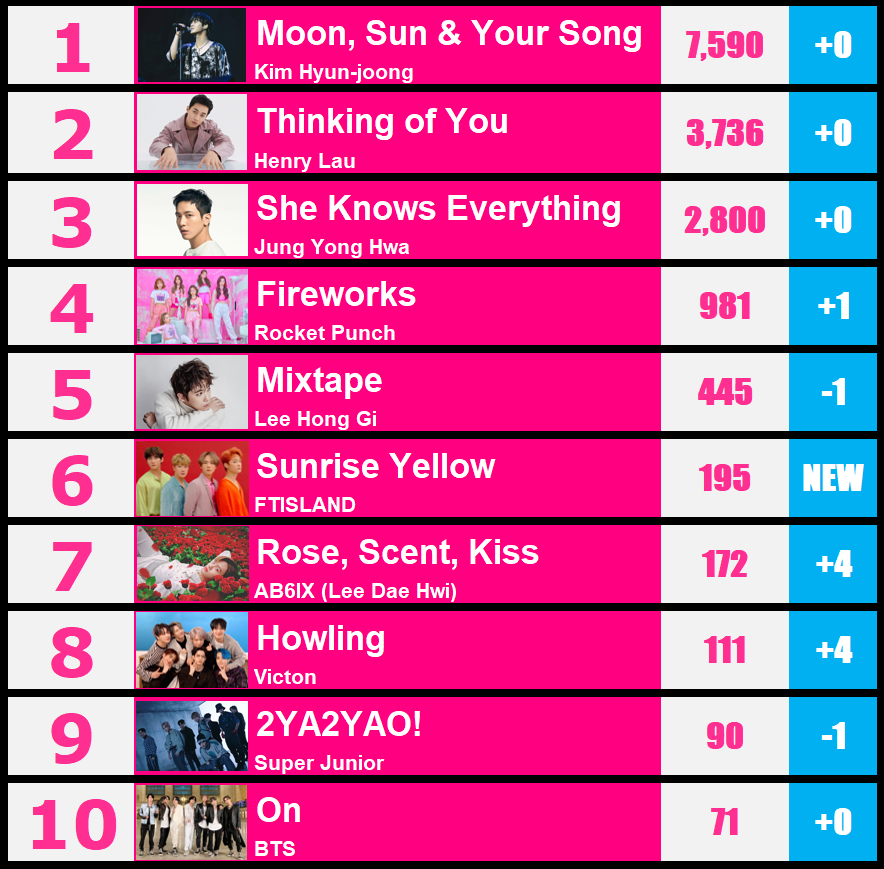 1
Moon, Sun & Your Song
Kim Hyun-joong
7,590
+0
2
Thinking of You
Henry Lau
3,736
+0
3
She Knows Everything
Jung Yong Hwa
2,800
+0
4
Fireworks
Rocket Punch
981
+1
5
Mixtape
Lee Hong Gi
445
-1
6
Sunrise Yellow
FTISLAND
195
NEW
7
Rose, Scent, Kiss
AB6IX (Lee Dae Hwi)
172
+4
8
Howling
Victon
111
+4
9
2YA2YAO!
Super Junior
90
-1
10
On
BTS
71
+0